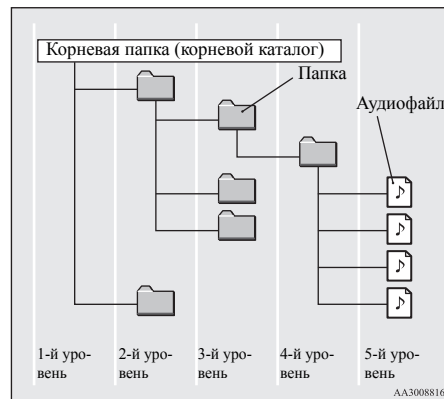 Корневая папка (корневой каталог)
Папка
Аудиофайл
1-й уро-
вень
2-й уро-
вень
3-й уро-
вень
4-й уро-
вень
5-й уро-
вень
AA3008816